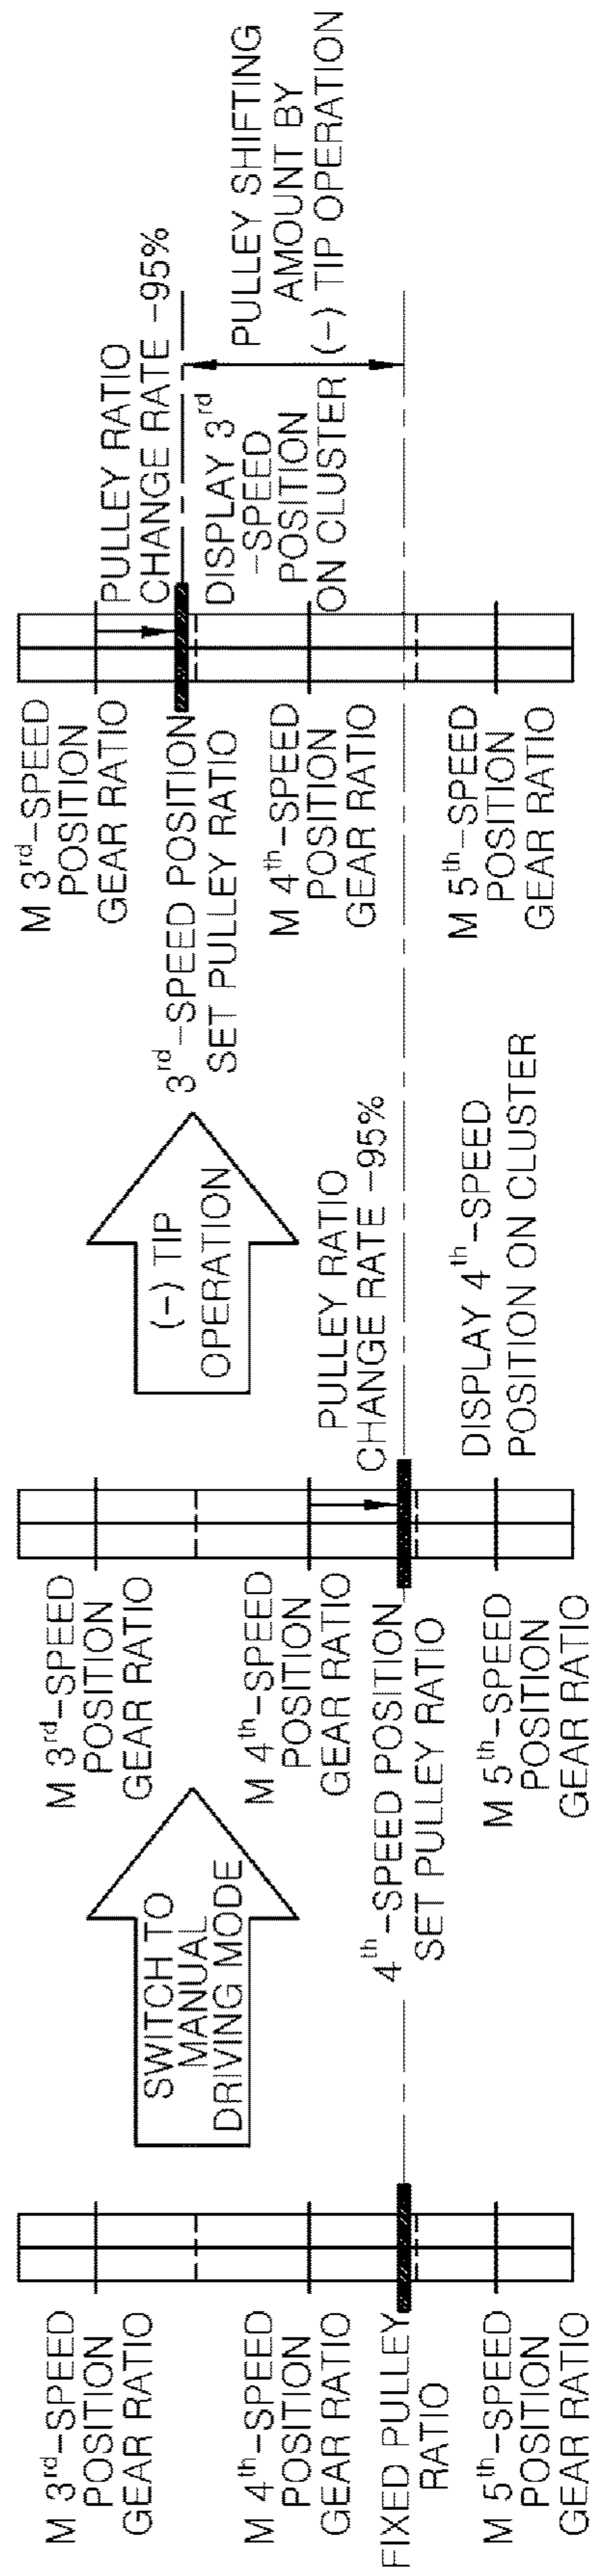 M 3rd-SPEED
POSITION
GEAR RATIO
M 4th-SPEED
POSITION
GEAR RATIO
FIXED PULLEY
RATIO
M 5th-SPEED
POSITION
GEAR RATIO
SWITCH TO
MANUAL
DRIVING MODE
M 3rd-SPEED
POSITION
GEAR RATIO
M 4th-SPEED
POSITION
GEAR RATIO
4th-SPEED POSITION
SET PULLEY RATIO
M 5th-SPEED
POSITION
GEAR RATIO
PULLEY RATIO
CHANGE RATE -95%
DISPLAY 4th-SPEED
POSITION ON CLUSTER
(-) TIP
OPERATION
M 3rd-SPEED
POSITION
GEAR RATIO
3rd-SPEED POSITION
SET PULLEY RATIO
M 4th-SPEED
POSITION
GEAR RATIO
M 5th-SPEED
POSITION
GEAR RATIO
PULLEY RATIO
CHANGE RATE -95%
DISPLAY 3rd
-SPEED
POSITION
ON CLUSTER
PULLEY SHIFTING
AMOUNT BY
(-) TIP OPERATION